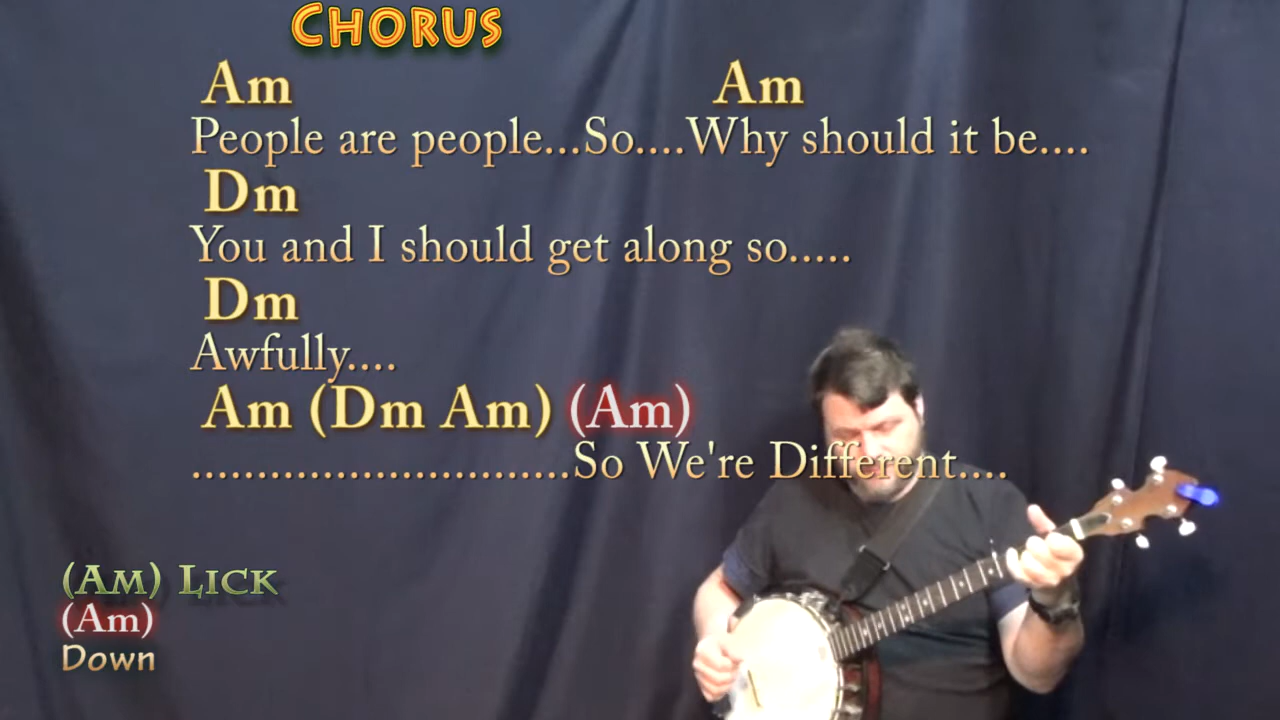 CHORUS
Am Am
People are people...So....Why should it be....
Dm
You and I should get along so.....
Dm
Awfully....
Am (Dm Am) (Am)
.............................So We're Different....
(AM) LICK
(Am)
Down